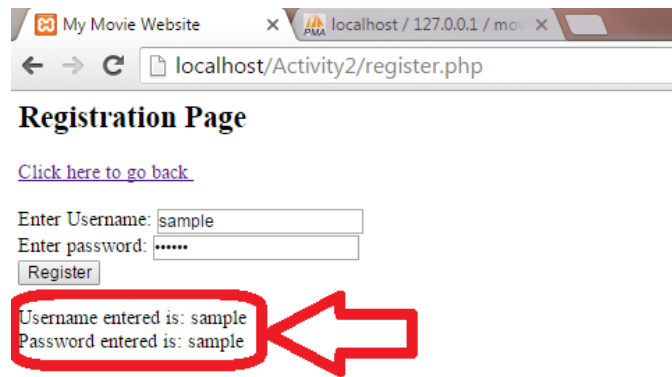 My Movie Website
PMA localhost / 127.0.0.1 / mov
localhost/Activity2/register.php
Registration Page
Click here to go back
Enter Username: sample
Enter password: ••••••
Register
Username entered is: sample
Password entered is: sample